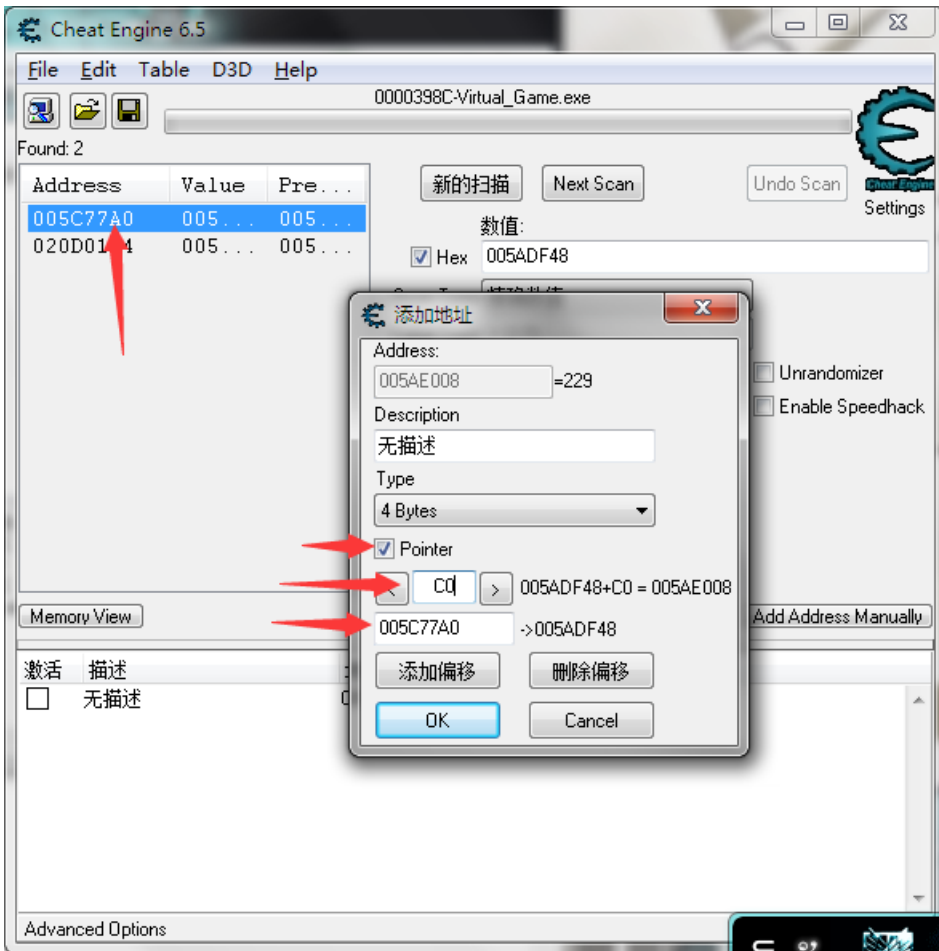 Cheat Engine 6.5
File Edit Table D3D Help
0000398C-Virtual_Game.exe
Found: 2
Address Value Pre...
005C77A0 005... 005...
005... 005...
新的扫描 Next Scan Undo Scan
Cheat Engine
Settings
数值:
Hex 005ADF48
添加地址
Address:
005AE008 =229
Description
无描述
Type
4 Bytes
Pointer
< C0 > 005ADF48+C0 = 005AE008
005C77A0 ->005ADF48
添加偏移 删除偏移
OK Cancel
Unrandomizer
Enable Speedhack
Memory View Add Address Manually
激活 描述
无描述
Advanced Options